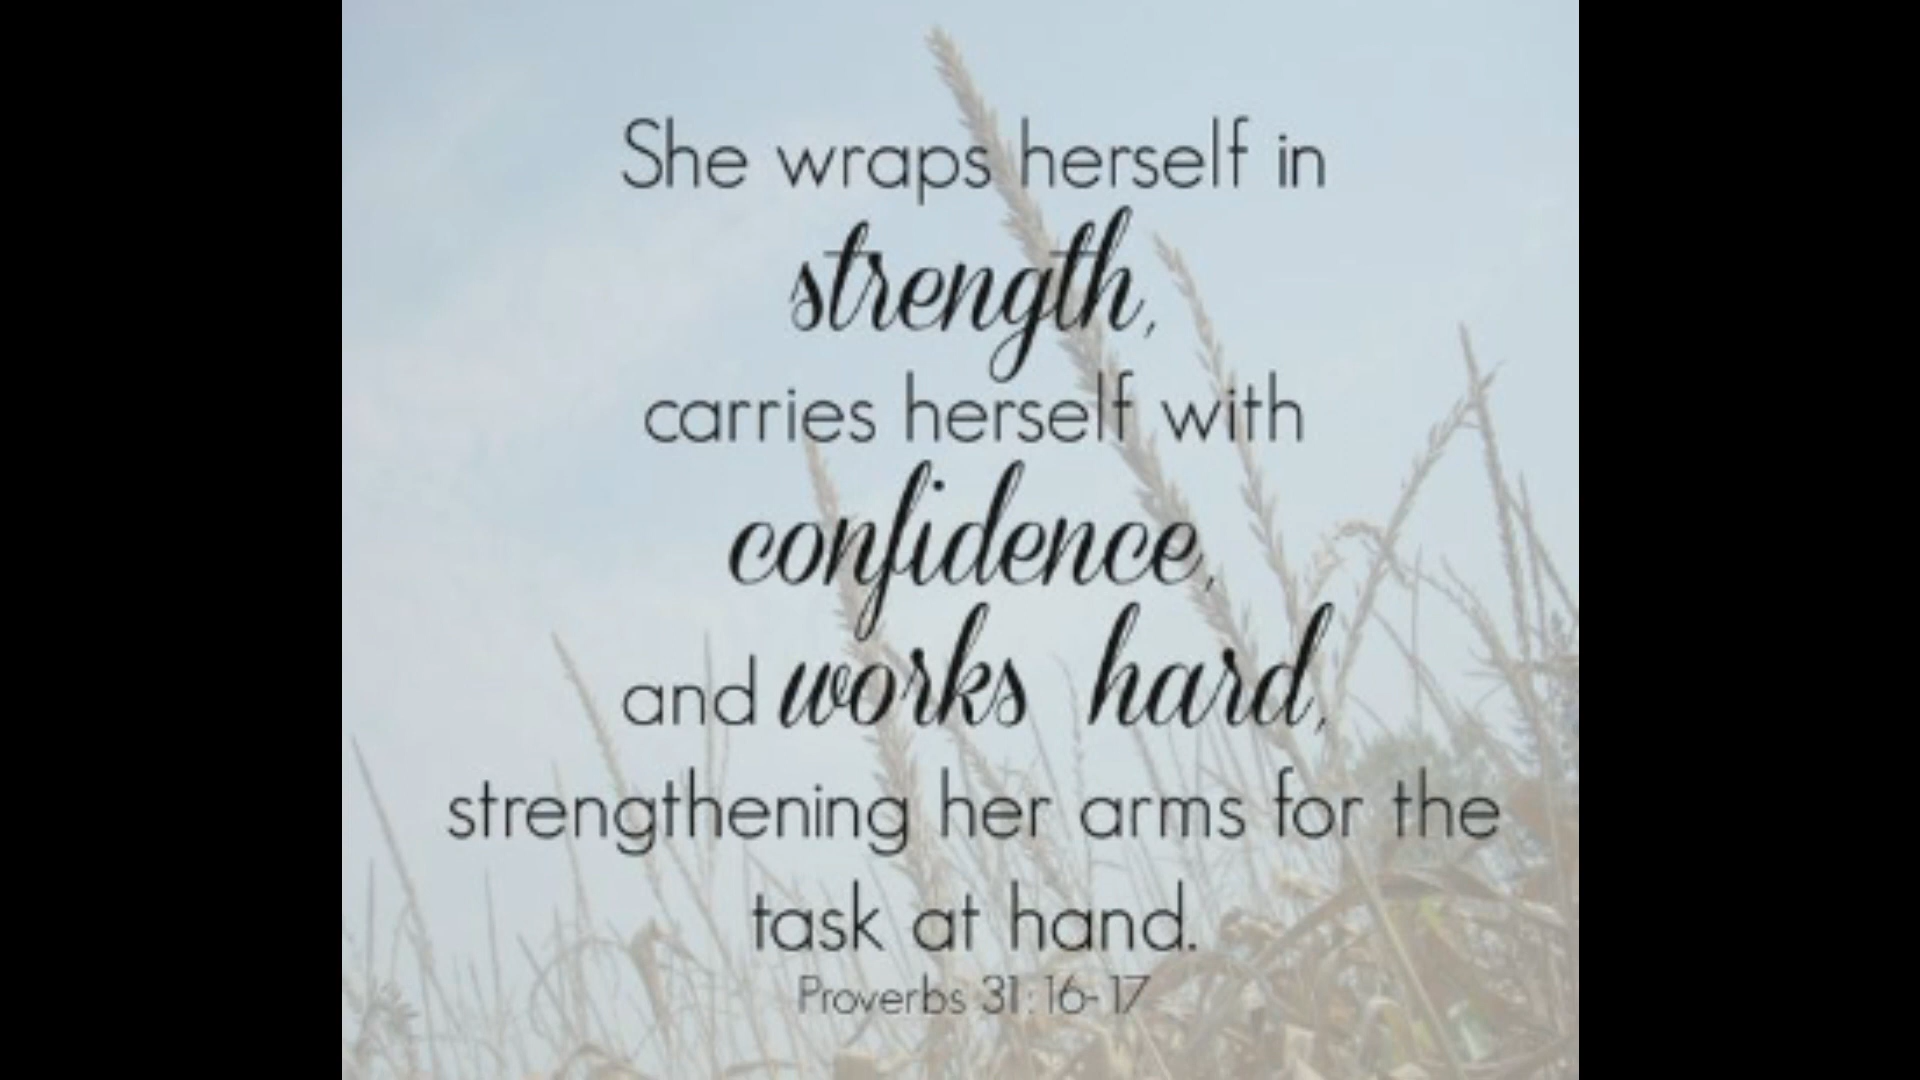 She wraps herself in
strength,
carries herself with
confidence,
and works hard,
strengthening her arms for the
task at hand.
Proverbs 31:16-17